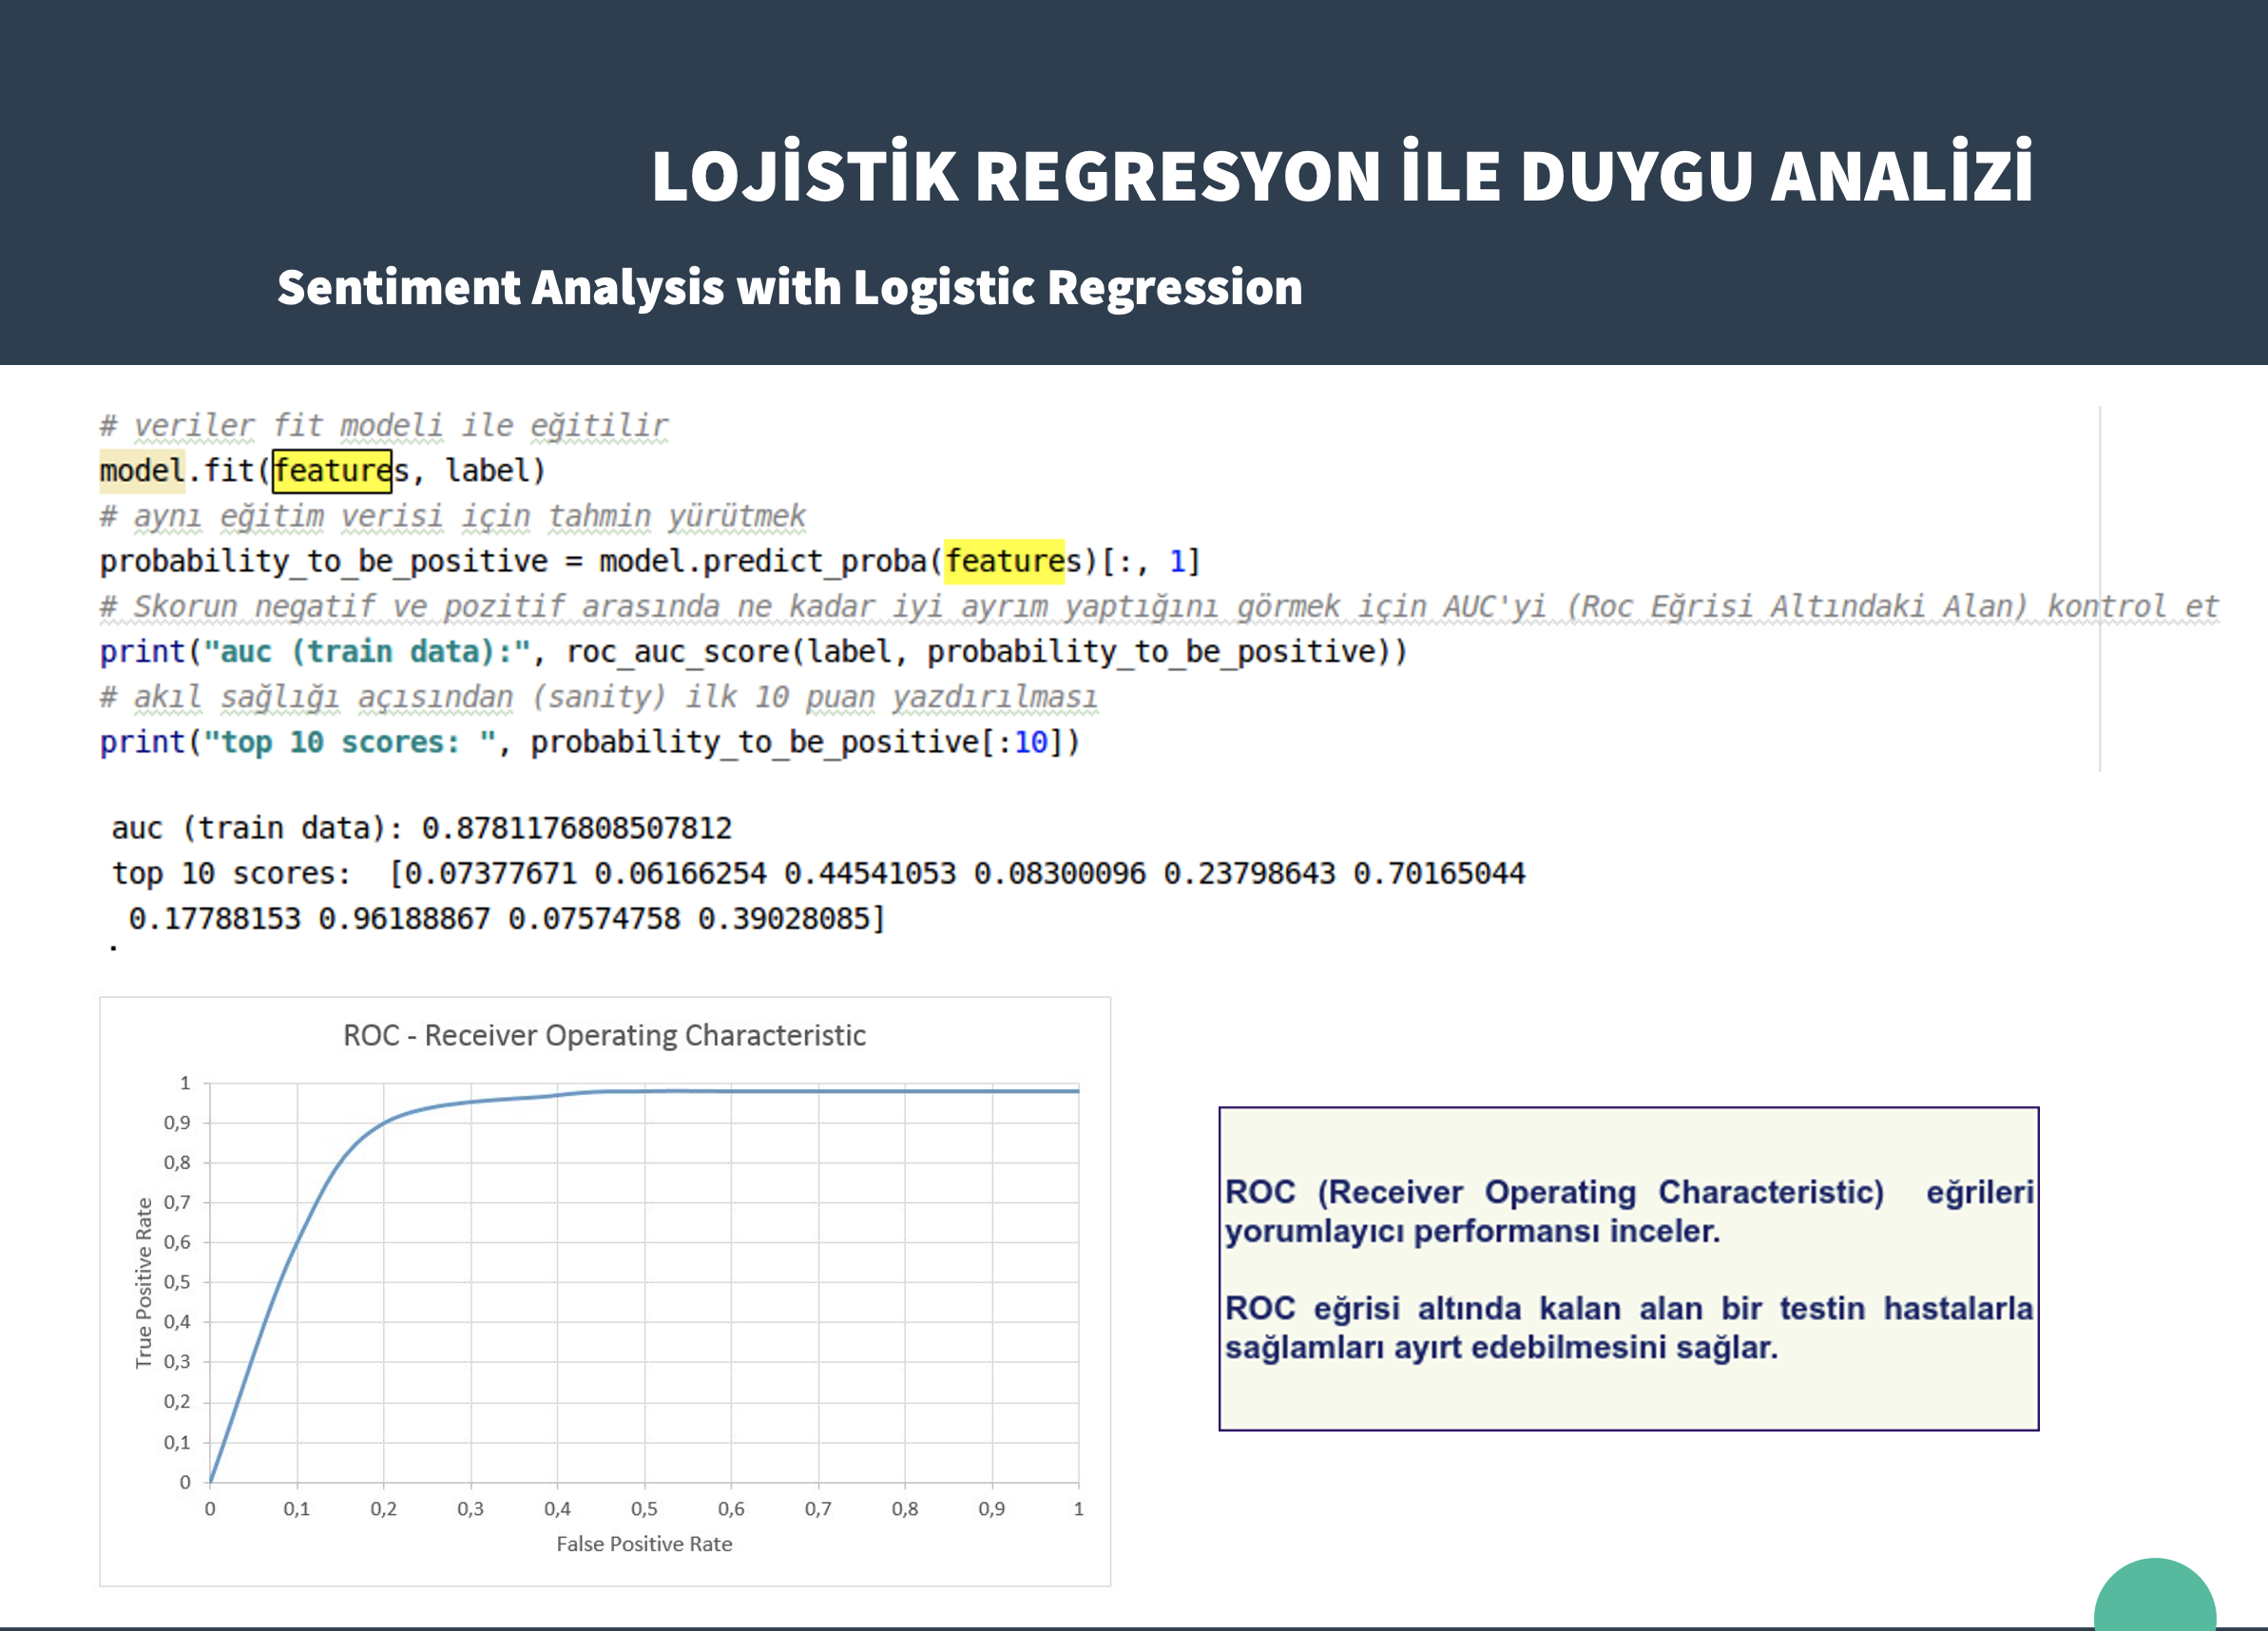 LOJİSTİK REGRESYON İLE DUYGU ANALİZİ
Sentiment Analysis with Logistic Regression
# veriler fit modeli ile eğitilir
model.fit(features, label)
# aynı eğitim verisi için tahmin yürütmek
probability_to_be_positive = model.predict_proba(features)[:, 1]
# Skorun negatif ve pozitif arasında ne kadar iyi ayrım yaptığını görmek için AUC'yi (Roc Eğrisi Altındaki Alan) kontrol et
print("auc (train data):", roc_auc_score(label, probability_to_be_positive))
# akıl sağlığı açısından (sanity) ilk 10 puan yazdırılması
print("top 10 scores: ", probability_to_be_positive[:10])
auc (train data): 0.8781176808507812
top 10 scores:  [0.07377671 0.06166254 0.44541053 0.08300096 0.23798643 0.70165044
0.17788153 0.96188867 0.07574758 0.39028085]
.
ROC - Receiver Operating Characteristic
True Positive Rate
1
0,9
0,8
0,7
0,6
0,5
0,4
0,3
0,2
0,1
0
0 0,1 0,2 0,3 0,4 0,5 0,6 0,7 0,8 0,9 1
False Positive Rate
ROC (Receiver Operating Characteristic) eğrileri
yorumlayıcı performansı inceler.
ROC eğrisi altında kalan alan bir testin hastalarla
sağlamları ayırt edebilmesini sağlar.